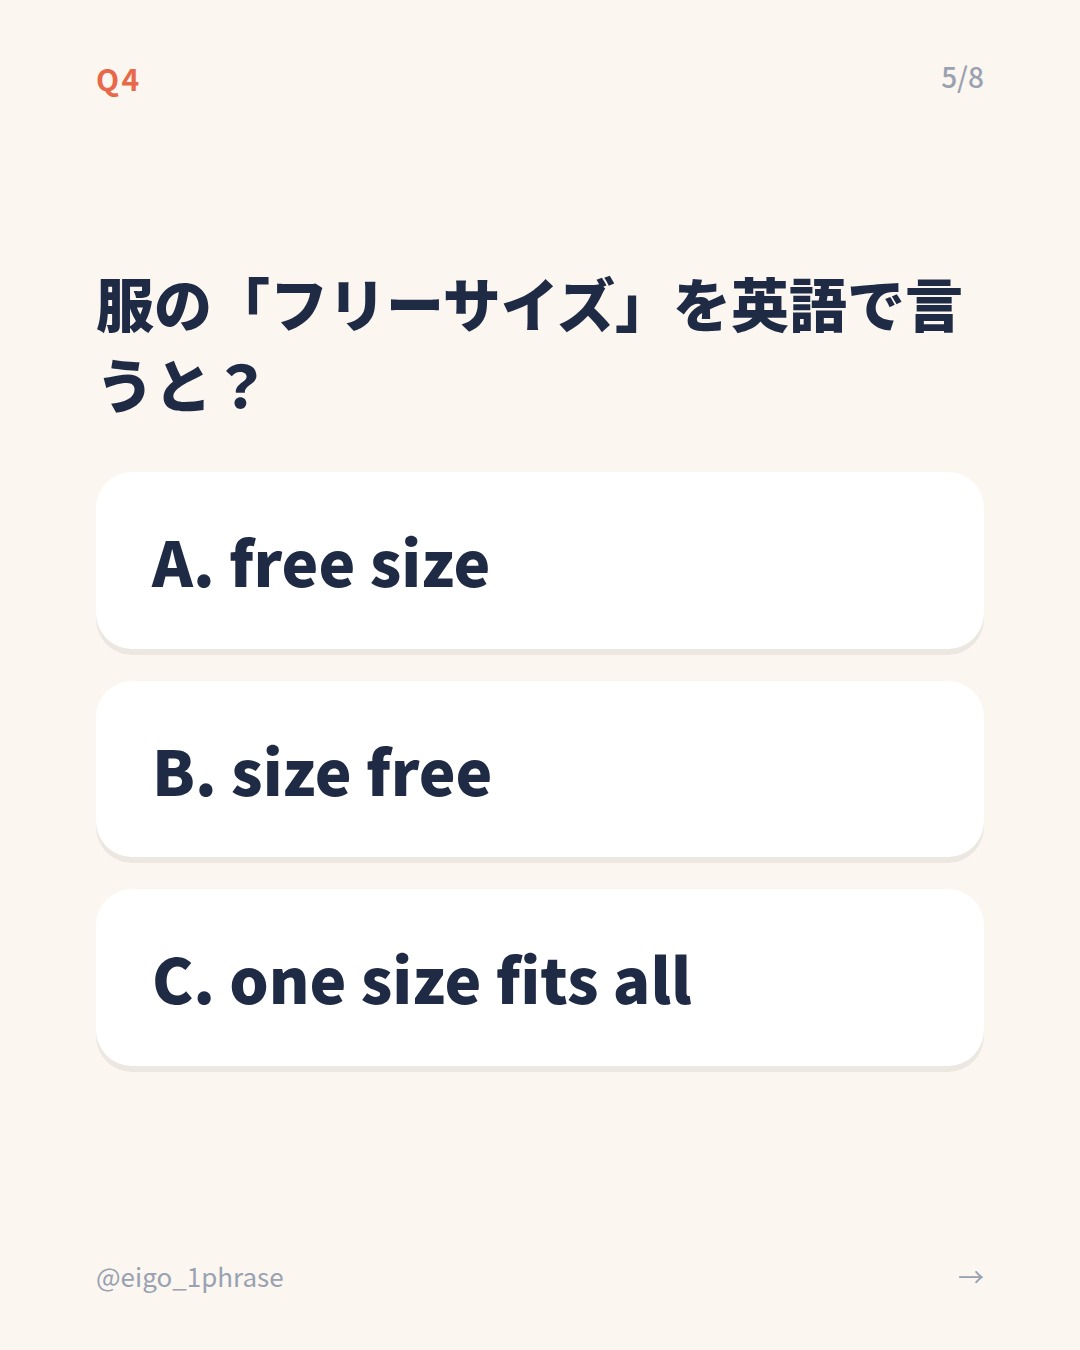 Q4
5/8
服の「フリーサイズ」を英語で言
うと？
A. free size
B. size free
C. one size fits all
@eigo_1phrase
→